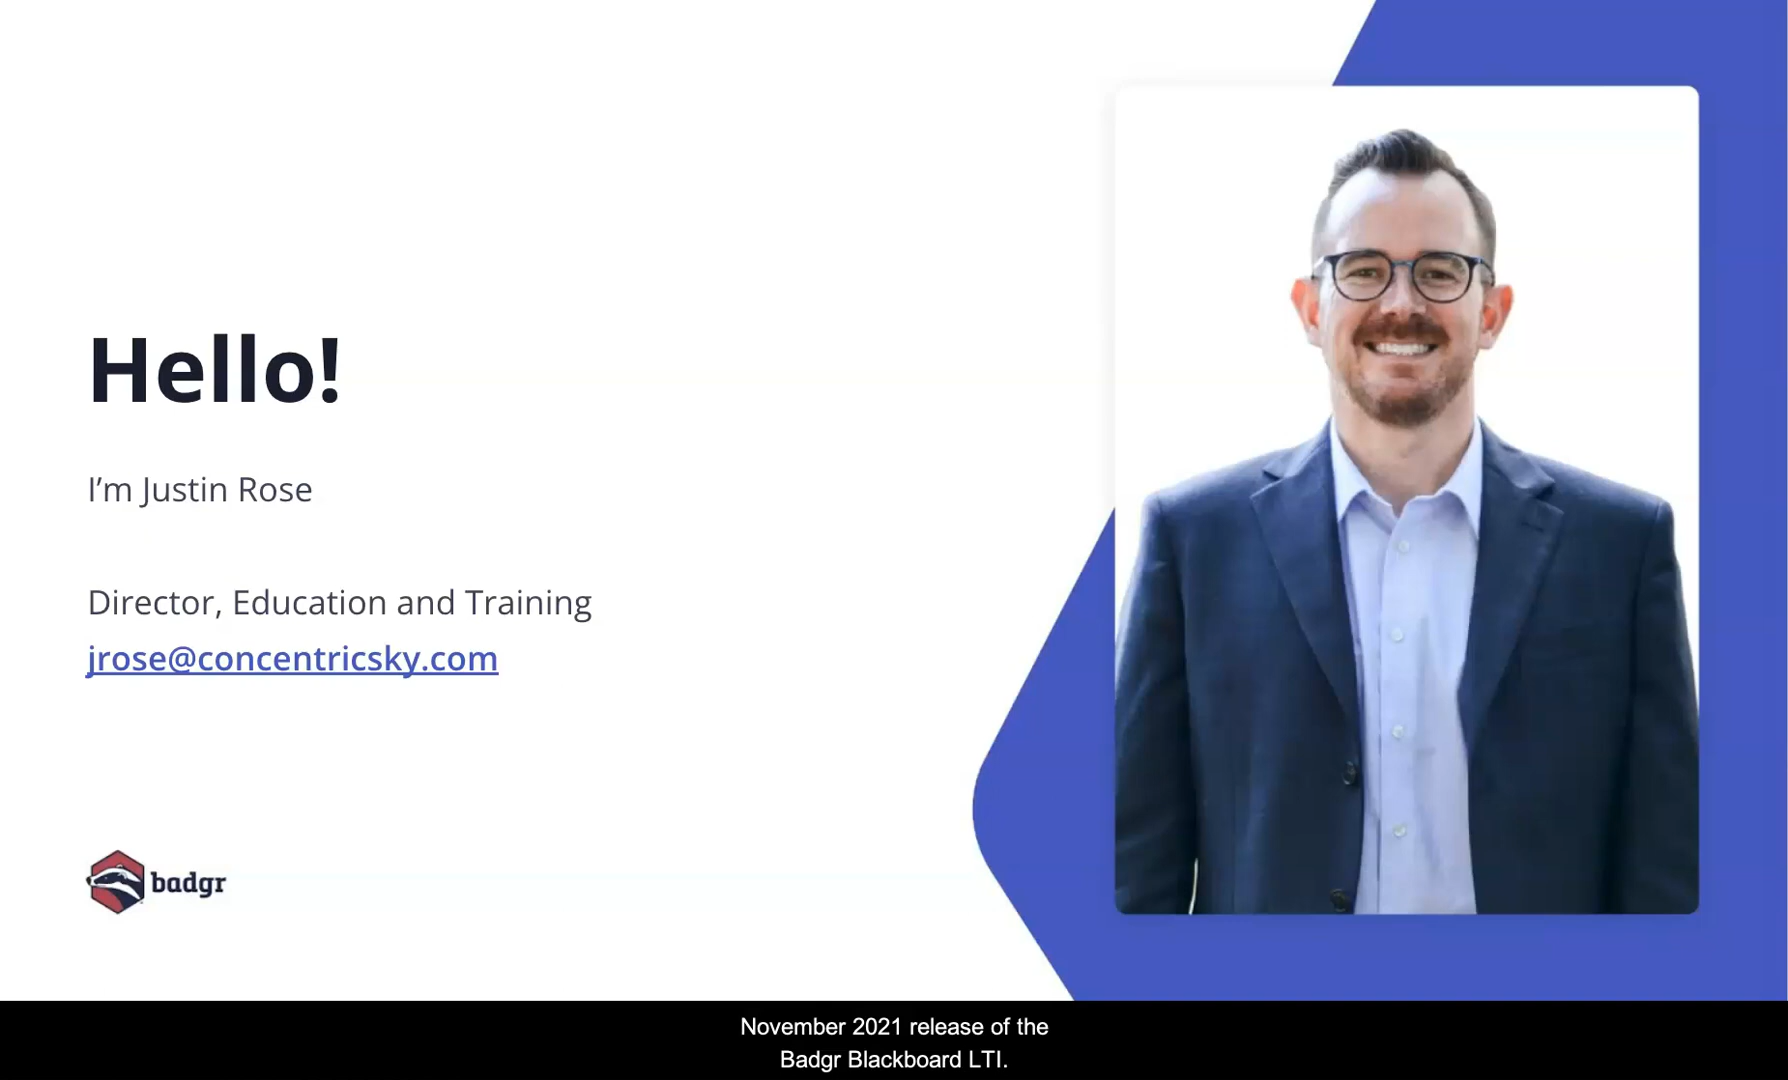 Hello!
I’m Justin Rose
Director, Education and Training
jrose@concentricsky.com
badgr
November 2021 release of the
Badgr Blackboard LTI.